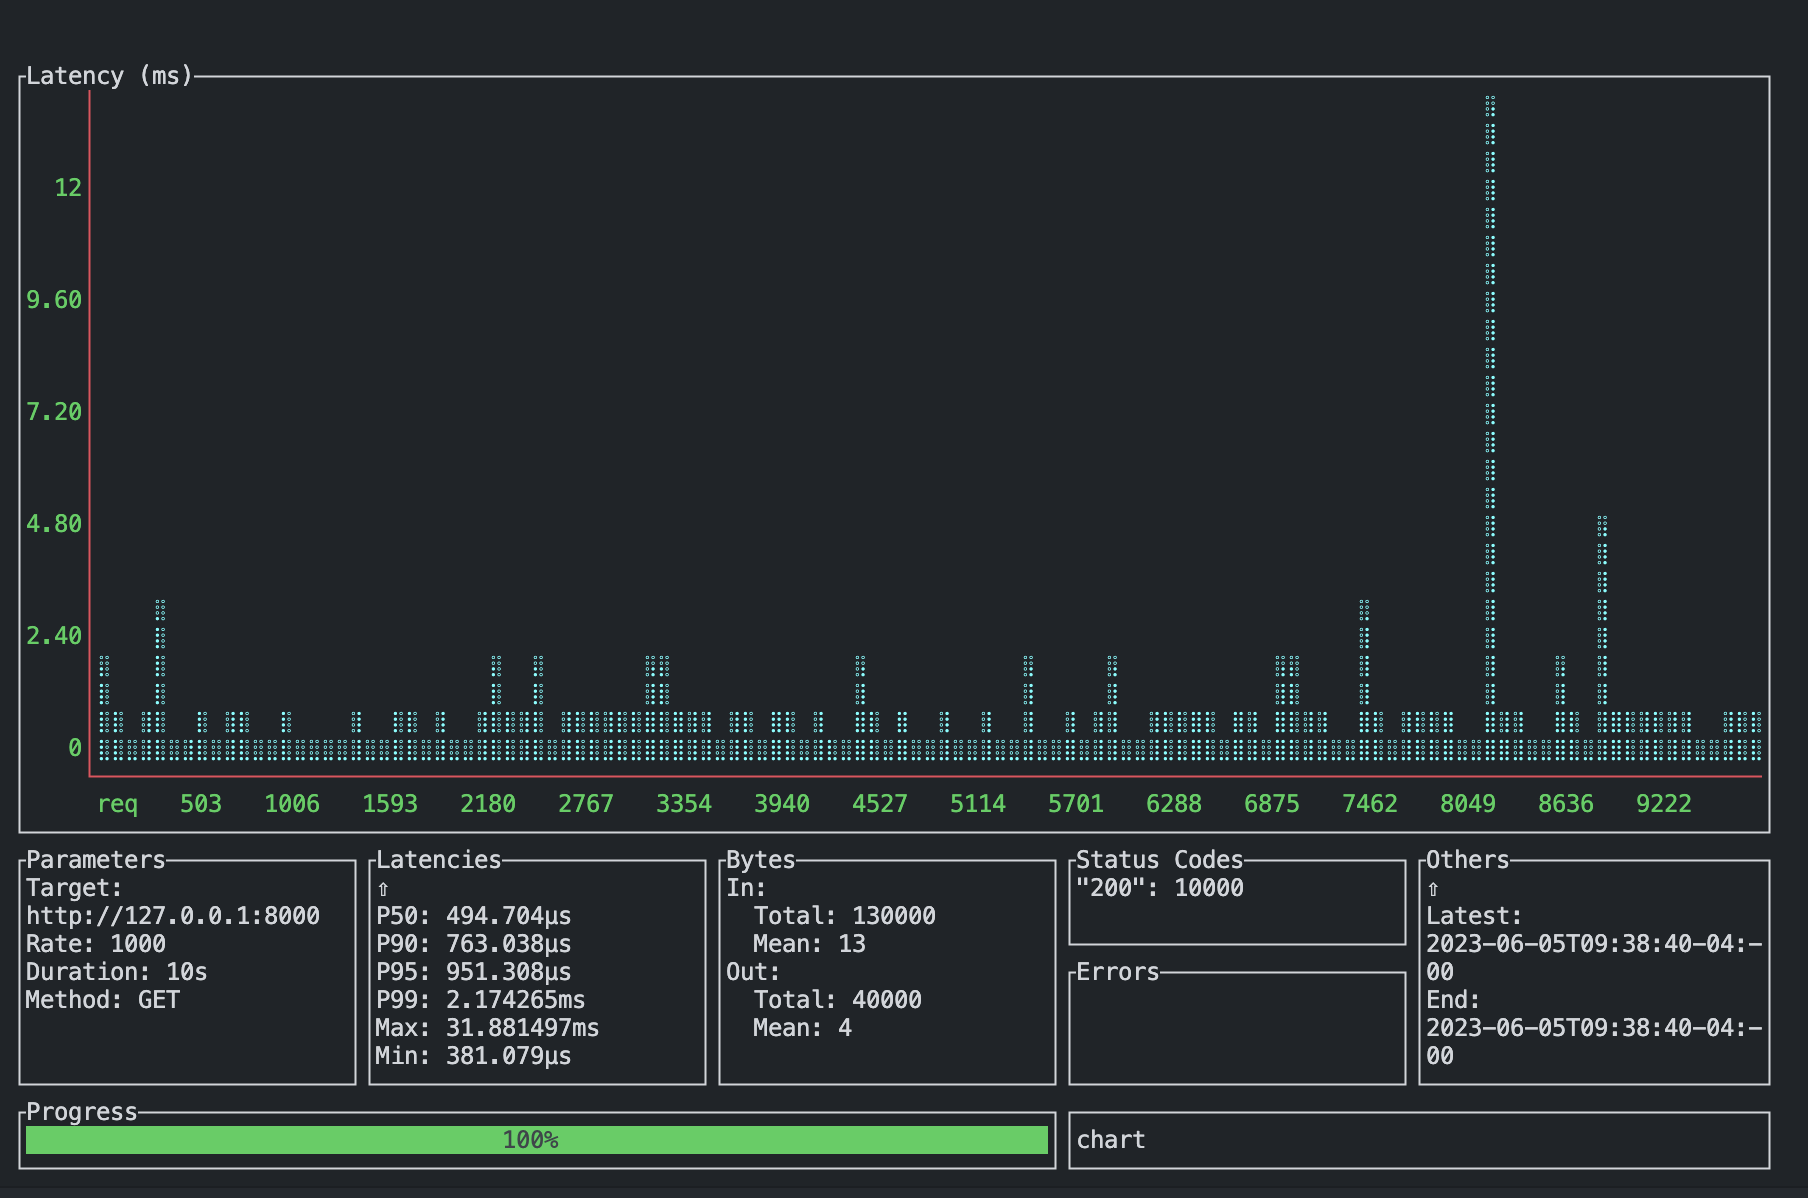 Latency (ms)
12
9.60
7.20
4.80
2.40
0
req 503 1006 1593 2180 2767 3354 3940 4527 5114 5701 6288 6875 7462 8049 8636 9222
Parameters
Target:
http://127.0.0.1:8000
Rate: 1000
Duration: 10s
Method: GET
Latencies
⇧
P50: 494.704µs
P90: 763.038µs
P95: 951.308µs
P99: 2.174265ms
Max: 31.881497ms
Min: 381.079µs
Bytes
In:
Total: 130000
Mean: 13
Out:
Total: 40000
Mean: 4
Status Codes
"200": 10000
Errors
Others
⇧
Latest:
2023-06-05T09:38:40-04:-
00
End:
2023-06-05T09:38:40-04:-
00
Progress
100%
chart